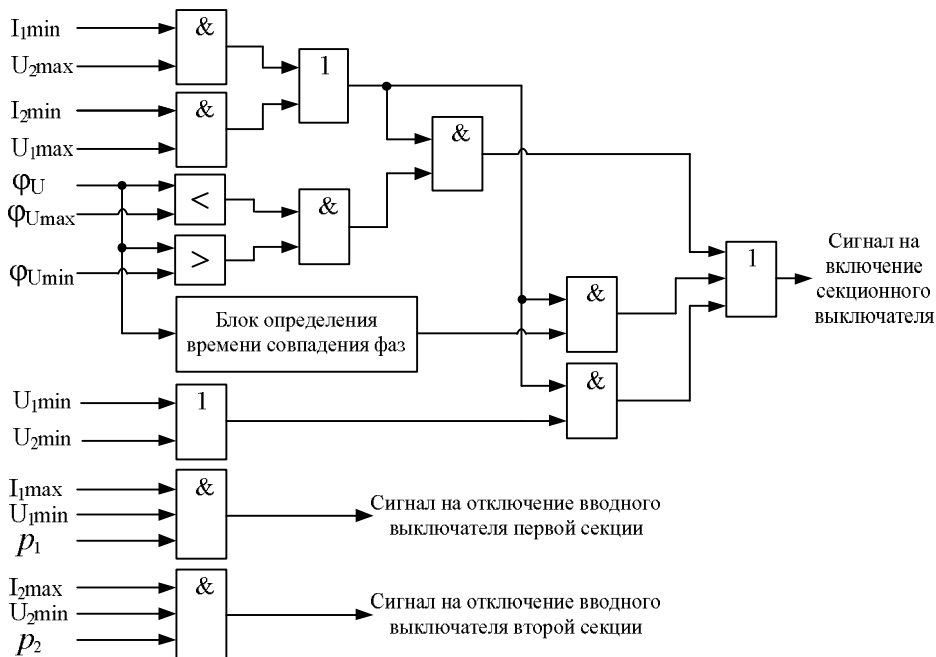 I₁min
&
U₂max
1
I₂min
&
U₁max
&
φU
<
φUmax
&
>
φUmin
1
Сигнал на
включение
секционного
выключателя
&
Блок определения
времени совпадения фаз
&
U₁min
1
U₂min
I₁max
&
U₁min
p₁
Сигнал на отключение вводного
выключателя первой секции
I₂max
&
U₂min
p₂
Сигнал на отключение вводного
выключателя второй секции